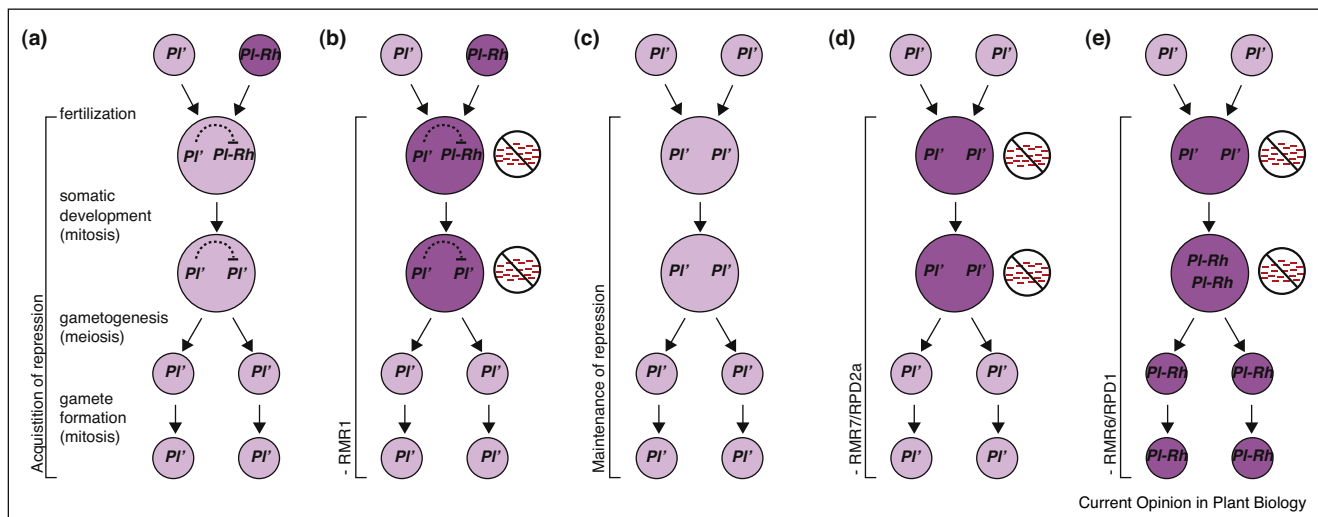 (a)
Pl'
Pl-Rh
fertilization
Pl' Pl-Rh
somatic
development
(mitosis)
Pl' Pl'
gametogenesis
(meiosis)
Pl' Pl'
gamete
formation
(mitosis)
Pl' Pl'
Acquisition of repression
(b)
Pl'
Pl-Rh
Pl' Pl-Rh
Pl' Pl'
Pl' Pl'
Pl' Pl'
- RMR1
(c)
Pl' Pl'
Pl' Pl'
Pl' Pl'
Pl' Pl'
Pl' Pl'
Maintenance of repression
(d)
Pl' Pl'
Pl' Pl'
Pl' Pl'
Pl' Pl'
Pl' Pl'
- RMR7/RPD2a
(e)
Pl' Pl'
Pl' Pl'
Pl-Rh
Pl-Rh
Pl-Rh Pl-Rh
Pl-Rh Pl-Rh
- RMR6/RPD1
Current Opinion in Plant Biology